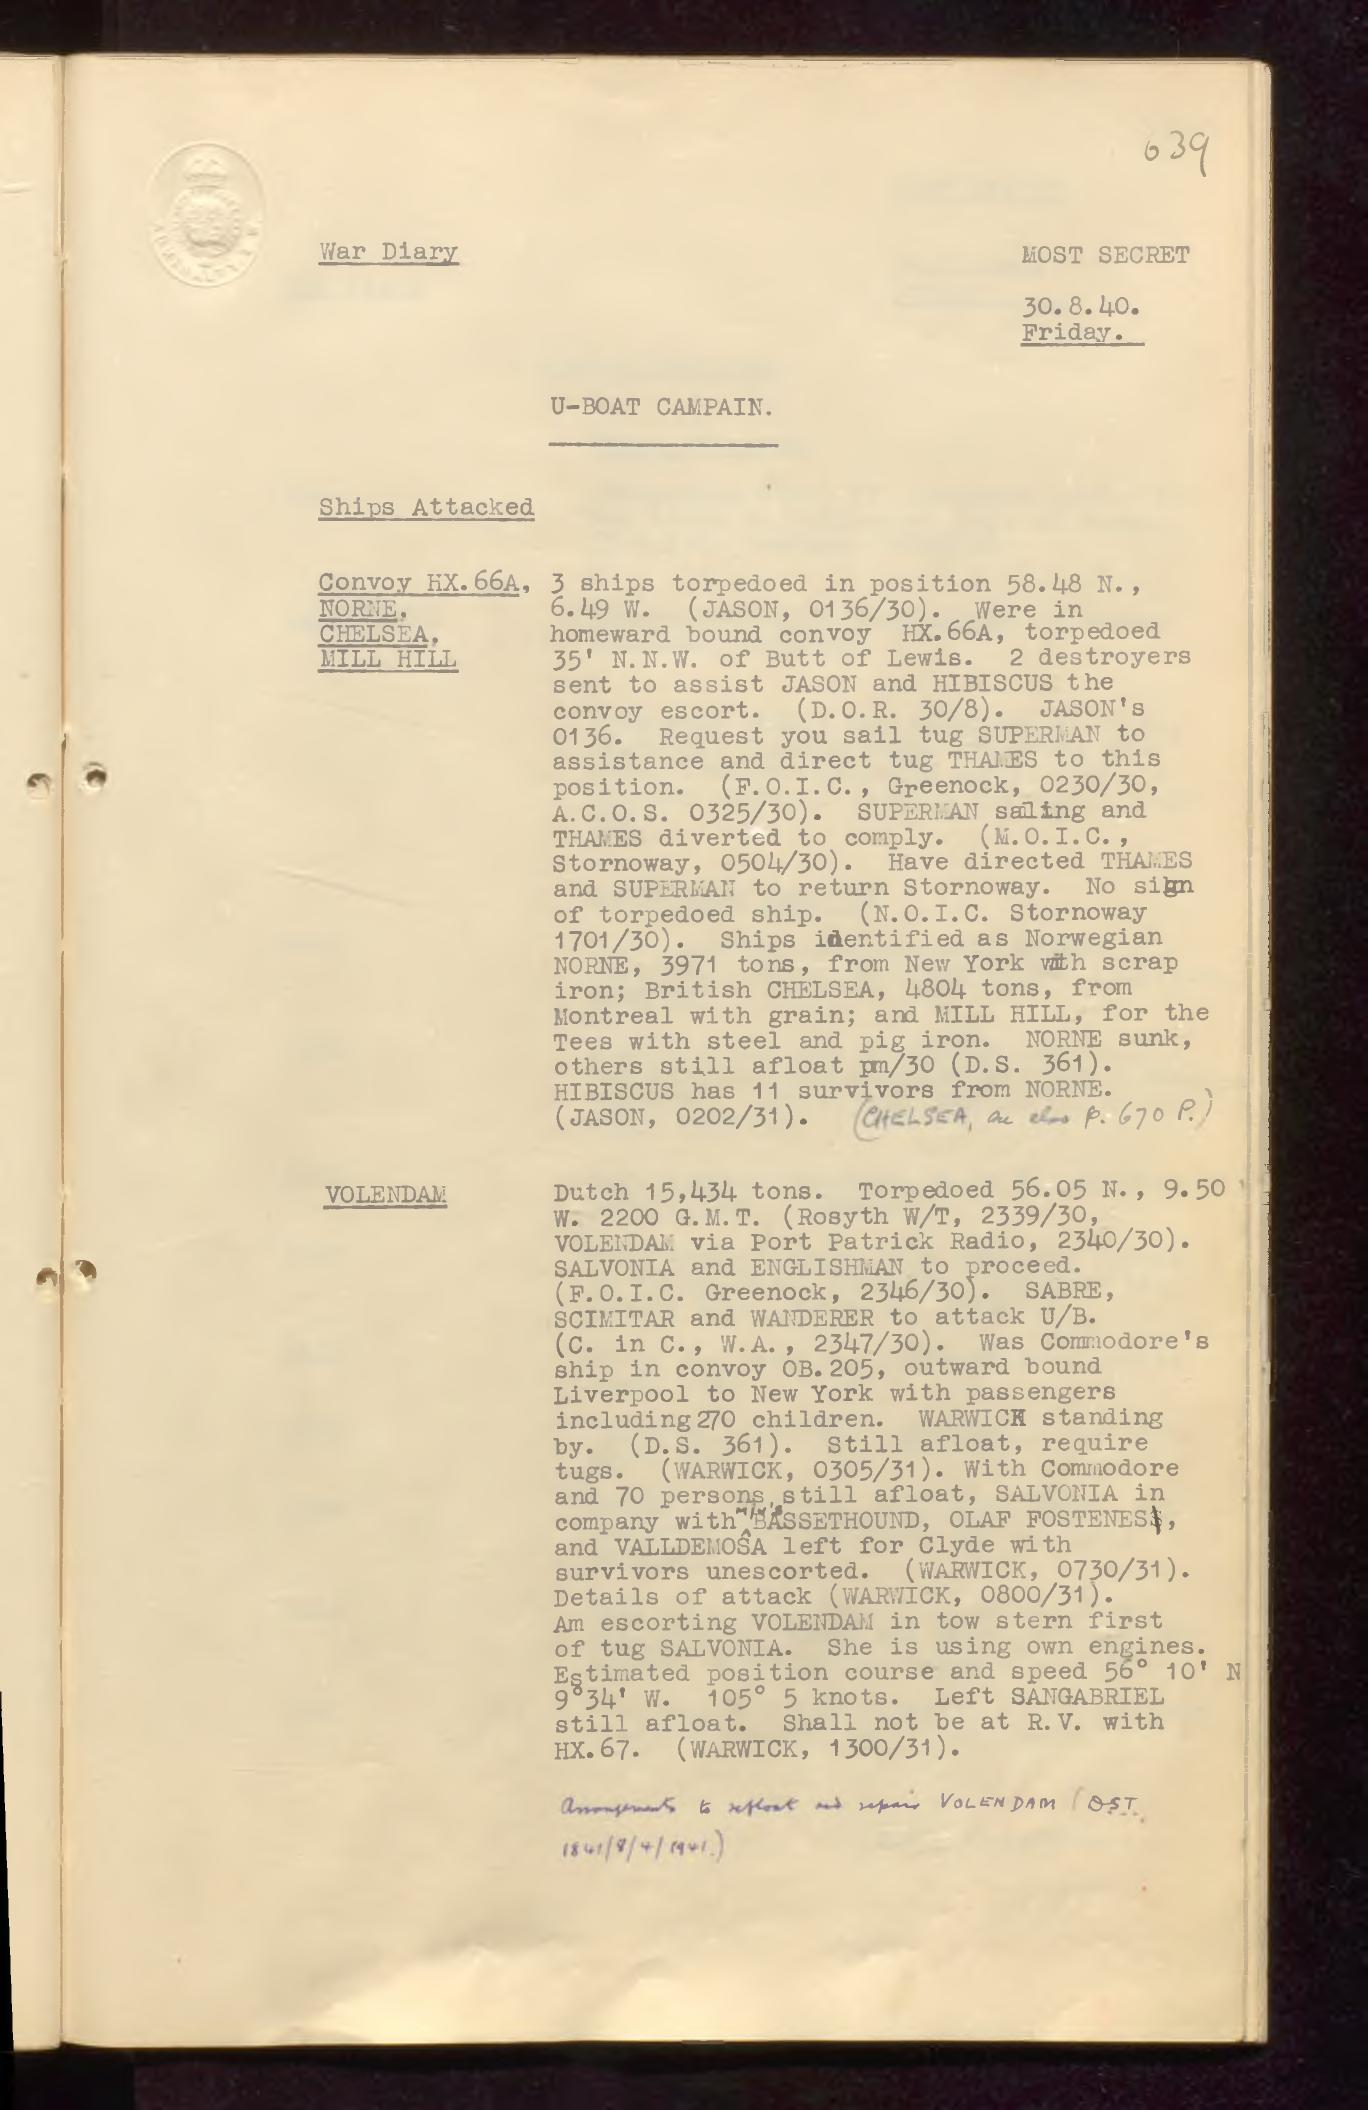 639
War Diary
MOST SECRET
30.8.40.
Friday.
U-BOAT CAMPAIN.
Ships Attacked
Convoy HX.66A,
NORNE,
CHELSEA,
MILL HILL
3 ships torpedoed in position 58.48 N.,
6.49 W. (JASON, 0136/30). Were in
homeward bound convoy HX.66A, torpedoed
35' N.N.W. of Butt of Lewis. 2 destroyers
sent to assist JASON and HIBISCUS the
convoy escort. (D.O.R. 30/8). JASON's
0136. Request you sail tug SUPERMAN to
assistance and direct tug THAMES to this
position. (F.O.I.C., Greenock, 0230/30,
A.C.O.S. 0325/30). SUPERMAN sailing and
THAMES diverted to comply. (M.O.I.C.,
Stornoway, 0504/30). Have directed THAMES
and SUPERMAN to return Stornoway. No sign
of torpedoed ship. (N.O.I.C. Stornoway
1701/30). Ships identified as Norwegian
NORNE, 3971 tons, from New York with scrap
iron; British CHELSEA, 4804 tons, from
Montreal with grain; and MILL HILL, for the
Tees with steel and pig iron. NORNE sunk,
others still afloat pm/30 (D.S. 361).
HIBISCUS has 11 survivors from NORNE.
(JASON, 0202/31). (CHELSEA, see also p. 670 P.)
VOLENDAM
Dutch 15,434 tons. Torpedoed 56.05 N., 9.50
W. 2200 G.M.T. (Rosyth W/T, 2339/30,
VOLENDAM via Port Patrick Radio, 2340/30).
SALVONIA and ENGLISHMAN to proceed.
(F.O.I.C. Greenock, 2346/30). SABRE,
SCIMITAR and WANDERER to attack U/B.
(C. in C., W.A., 2347/30). Was Commodore's
ship in convoy OB.205, outward bound
Liverpool to New York with passengers
including 270 children. WARWICK standing
by. (D.S. 361). Still afloat, require
tugs. (WARWICK, 0305/31). With Commodore
and 70 persons, still afloat, SALVONIA in
company with BASSETHOUND, OLAF FOSTENES,
and VALLDEMOSA left for Clyde with
survivors unescorted. (WARWICK, 0730/31).
Details of attack (WARWICK, 0800/31).
Am escorting VOLENDAM in tow stern first
of tug SALVONIA. She is using own engines.
Estimated position course and speed 56° 10' N
9°34' W. 105° 5 knots. Left SANGABRIEL
still afloat. Shall not be at R.V. with
HX.67. (WARWICK, 1300/31).
Arrangements to refloat and repair VOLENDAM (DST
1841/8/4/1941.)